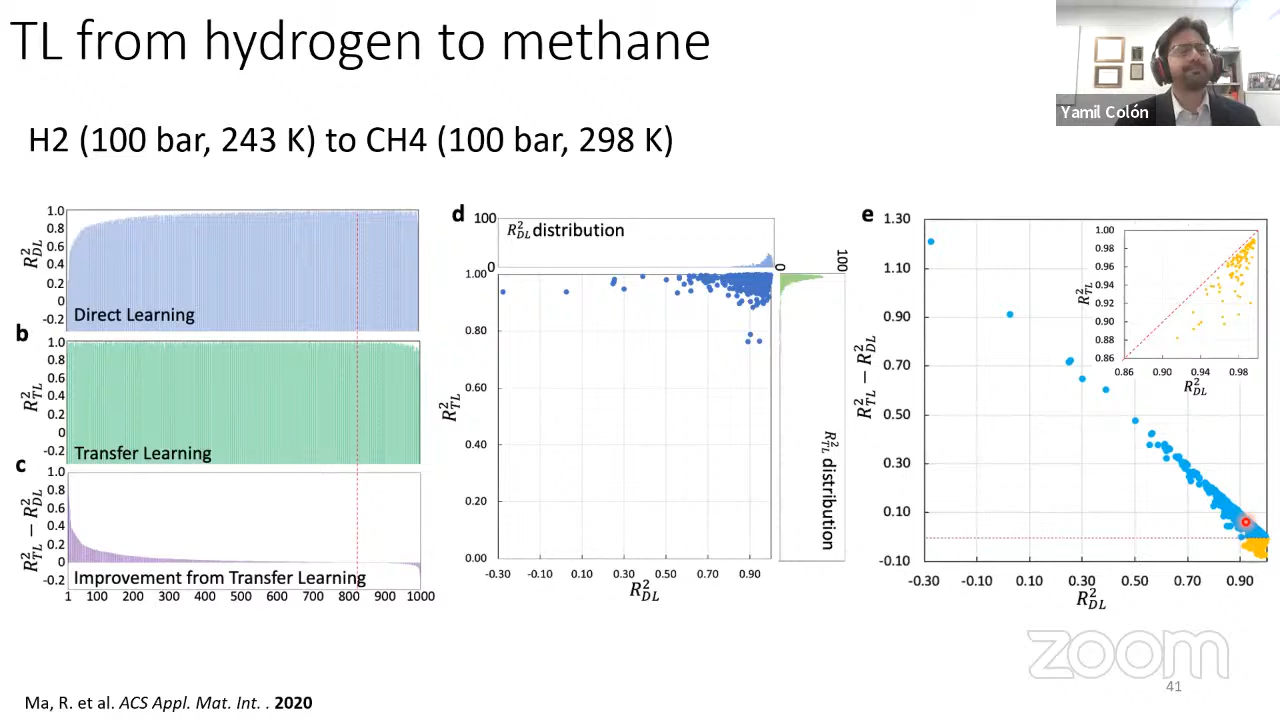 TL from hydrogen to methane
Yamil Colón
H2 (100 bar, 243 K) to CH4 (100 bar, 298 K)
1.0
0.8
0.6
0.4
0.2
0
-0.2
R²DL
Direct Learning
b
1.0
0.8
0.6
0.4
0.2
0
-0.2
R²TL
Transfer Learning
c
1.0
0.8
0.6
0.4
0.2
0
-0.2
R²TL − R²DL
Improvement from Transfer Learning
1 100 200 300 400 500 600 700 800 900 1000
d
100
0
R²DL distribution
0
100
1.00
0.80
0.60
0.40
0.20
0.00
R²TL
R²TL distribution
-0.30 -0.10 0.10 0.30 0.50 0.70 0.90
R²DL
e
1.30
1.10
0.90
0.70
0.50
0.30
0.10
-0.10
R²TL − R²DL
1.00
0.98
0.96
0.94
0.92
0.90
0.88
0.86
R²TL
0.86 0.90 0.94 0.98
R²DL
-0.30 -0.10 0.10 0.30 0.50 0.70 0.90
R²DL
zoom
41
Ma, R. et al. ACS Appl. Mat. Int. . 2020